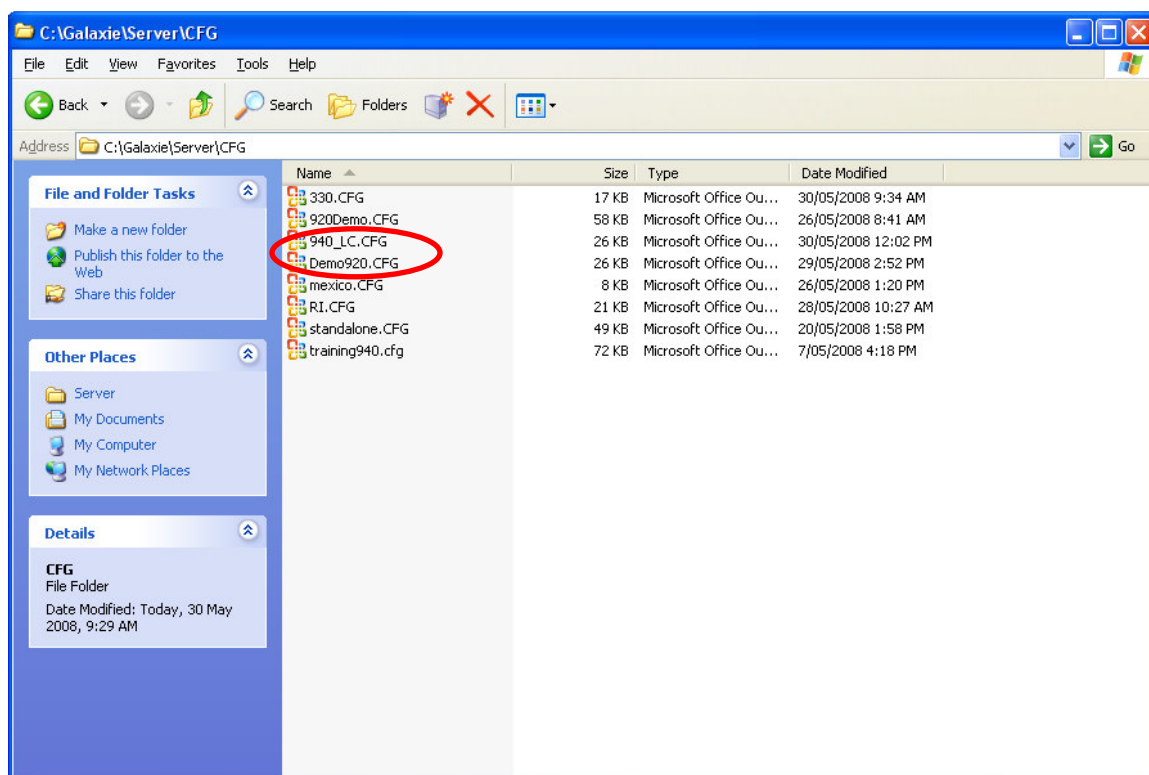 C:\Galaxie\Server\CFG
File Edit View Favorites Tools Help
Back Search Folders
Address C:\Galaxie\Server\CFG Go
File and Folder Tasks
Make a new folder
Publish this folder to the
Web
Share this folder
Other Places
Server
My Documents
My Computer
My Network Places
Details
CFG
File Folder
Date Modified: Today, 30 May
2008, 9:29 AM
Name Size Type Date Modified
330.CFG 17 KB Microsoft Office Ou... 30/05/2008 9:34 AM
920Demo.CFG 58 KB Microsoft Office Ou... 26/05/2008 8:41 AM
940_LC.CFG 26 KB Microsoft Office Ou... 30/05/2008 12:02 PM
Demo920.CFG 26 KB Microsoft Office Ou... 29/05/2008 2:52 PM
mexico.CFG 8 KB Microsoft Office Ou... 26/05/2008 1:20 PM
RI.CFG 21 KB Microsoft Office Ou... 28/05/2008 10:27 AM
standalone.CFG 49 KB Microsoft Office Ou... 20/05/2008 1:58 PM
training940.cfg 72 KB Microsoft Office Ou... 7/05/2008 4:18 PM